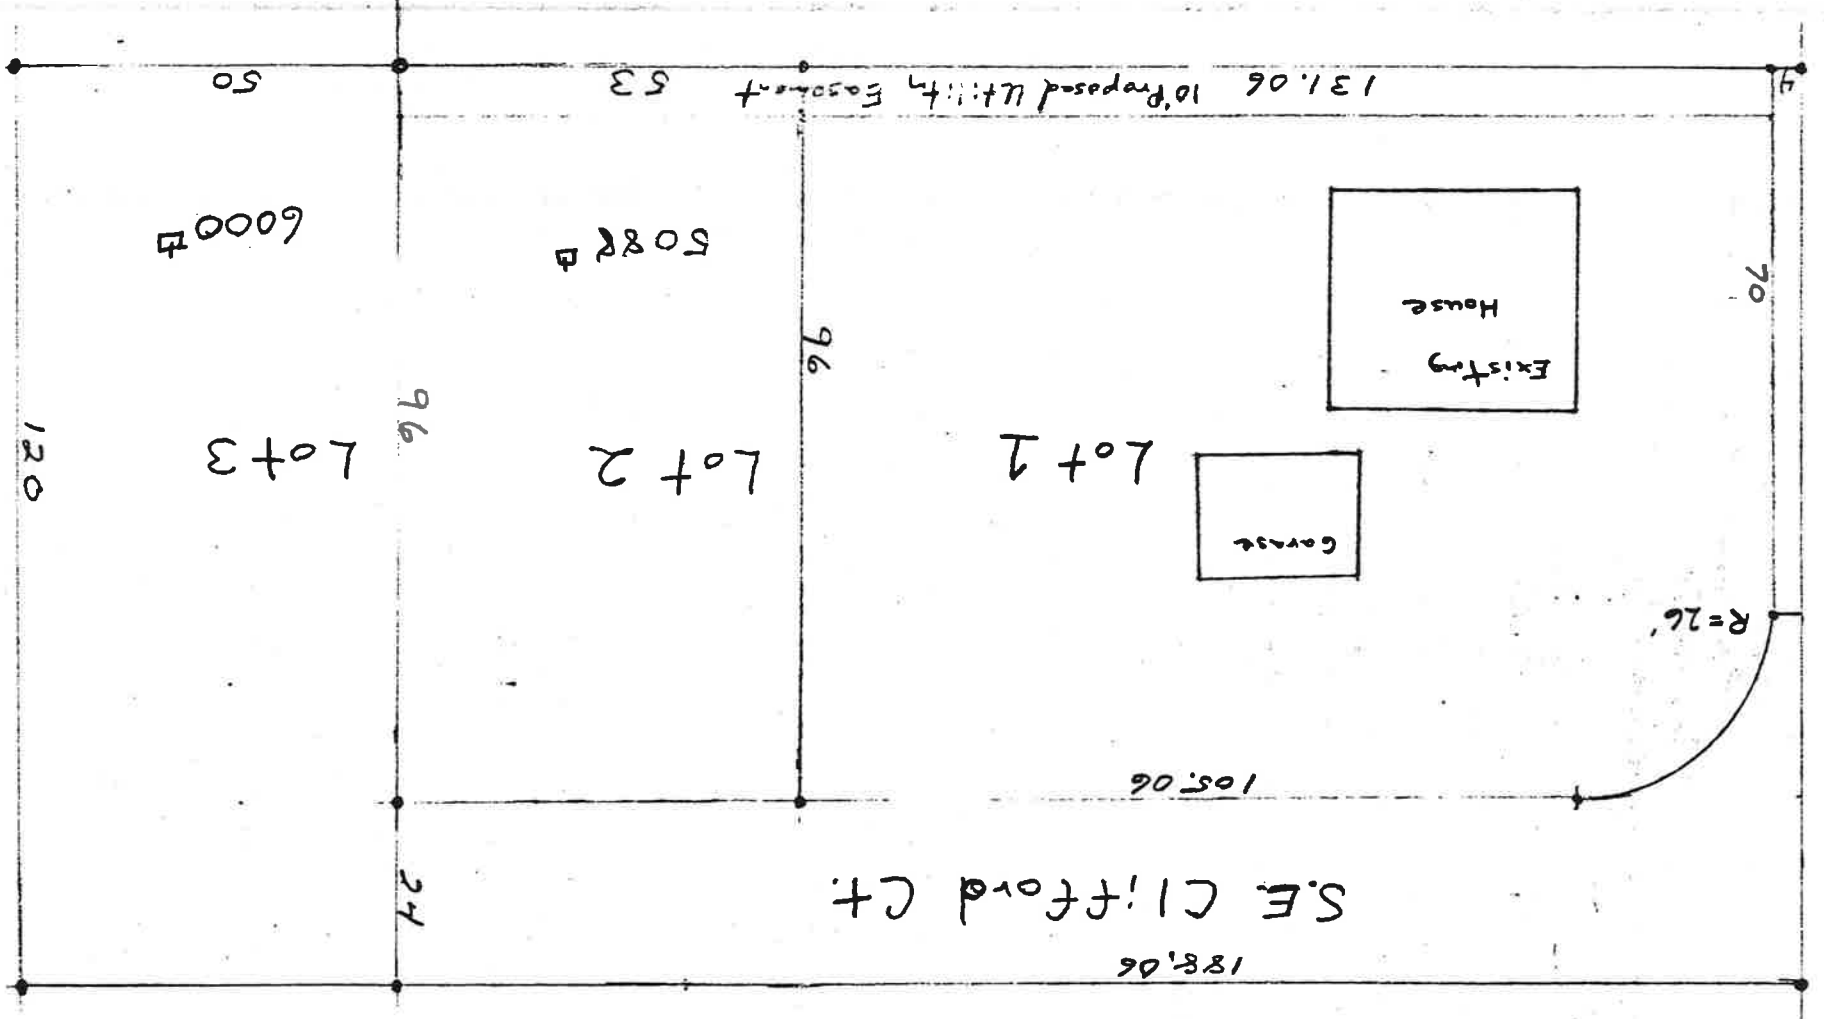 188.06
S.E. Clifford Ct.
24
105.06
R=26'
Garage
Lot 1
Lot 2
Lot 3
120
96
96
Existing
House
70
5088
6000
4
131.06
10' Proposed Utility Easement
53
50